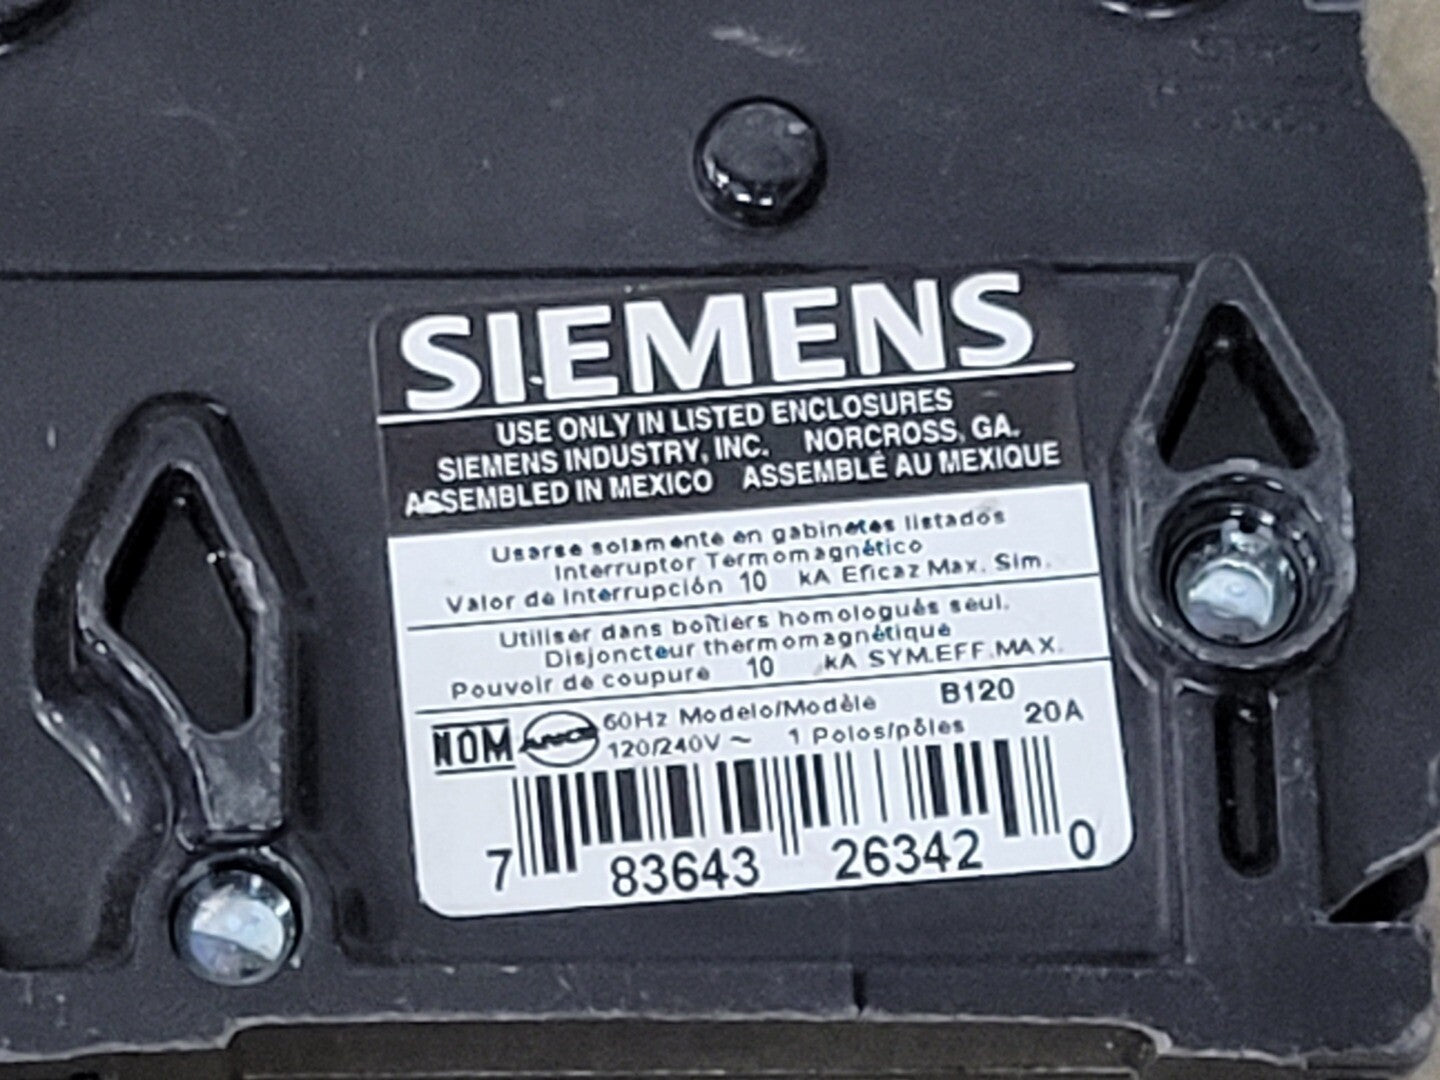 SIEMENS
USE ONLY IN LISTED ENCLOSURES
SIEMENS INDUSTRY, INC. NORCROSS, GA.
ASSEMBLED IN MEXICO ASSEMBLÉ AU MEXIQUE
Usarse solamente en gabinetes listados
Interruptor Termomagnético
Valor de Interrupción 10 kA Eficaz Max. Sim.
Utiliser dans boîtiers homologués seul.
Disjoncteur thermomagnétique
Pouvoir de coupure 10 kA SYM.EFF.MAX.
NOM ANCE 60Hz Modelo/Modèle B120
120/240V ~ 1 Polos/pôles 20A
7 83643 26342 0